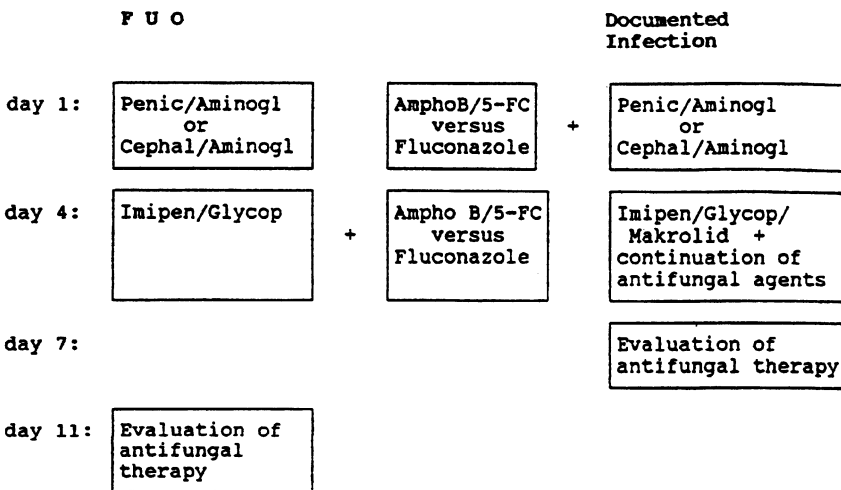 F U O
Documented
Infection
day 1:
Penic/Aminogl
or
Cephal/Aminogl
AmphoB/5-FC
versus
Fluconazole
+
Penic/Aminogl
or
Cephal/Aminogl
day 4:
Imipen/Glycop
+
Ampho B/5-FC
versus
Fluconazole
Imipen/Glycop/
Makrolid +
continuation of
antifungal agents
day 7:
Evaluation of
antifungal therapy
day 11:
Evaluation of
antifungal
therapy